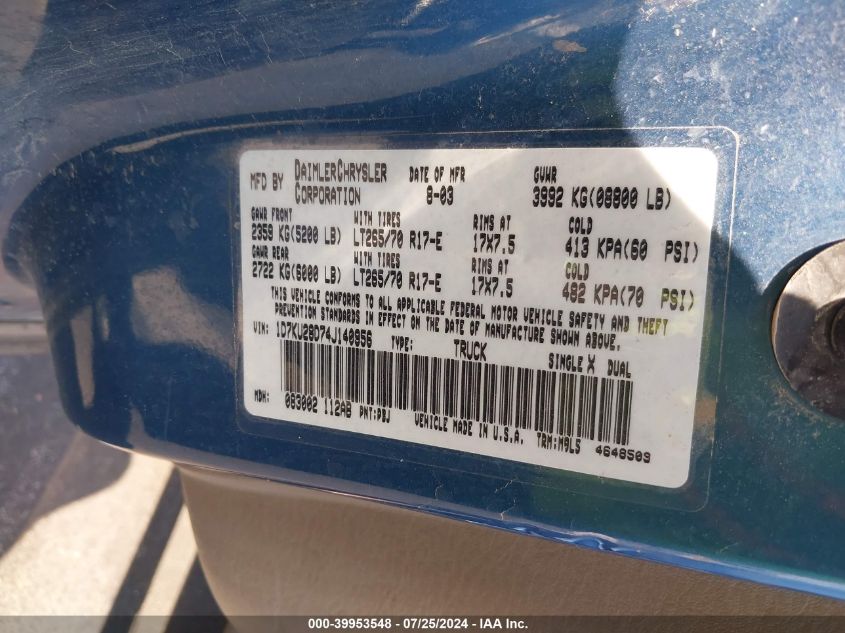 MFD BY DAIMLERCHRYSLER CORPORATION DATE OF MFR 8-03 GVWR 3992 KG(08800 LB)
GAWR FRONT WITH TIRES RIMS AT COLD
2359 KG(5200 LB) LT265/70 R17-E 17X7.5 413 KPA(60 PSI)
GAWR REAR WITH TIRES RIMS AT COLD
2722 KG(6000 LB) LT265/70 R17-E 17X7.5 482 KPA(70 PSI)
THIS VEHICLE CONFORMS TO ALL APPLICABLE FEDERAL MOTOR VEHICLE SAFETY AND THEFT
PREVENTION STANDARDS IN EFFECT ON THE DATE OF MANUFACTURE SHOWN ABOVE.
VIN: 1D7KU28D74J140956 TYPE: TRUCK SINGLE X DUAL
MDH: 083002 112AB PNT:PBJ VEHICLE MADE IN U.S.A. TRM:M9L5 4648509
000-39953548 - 07/25/2024 - IAA Inc.